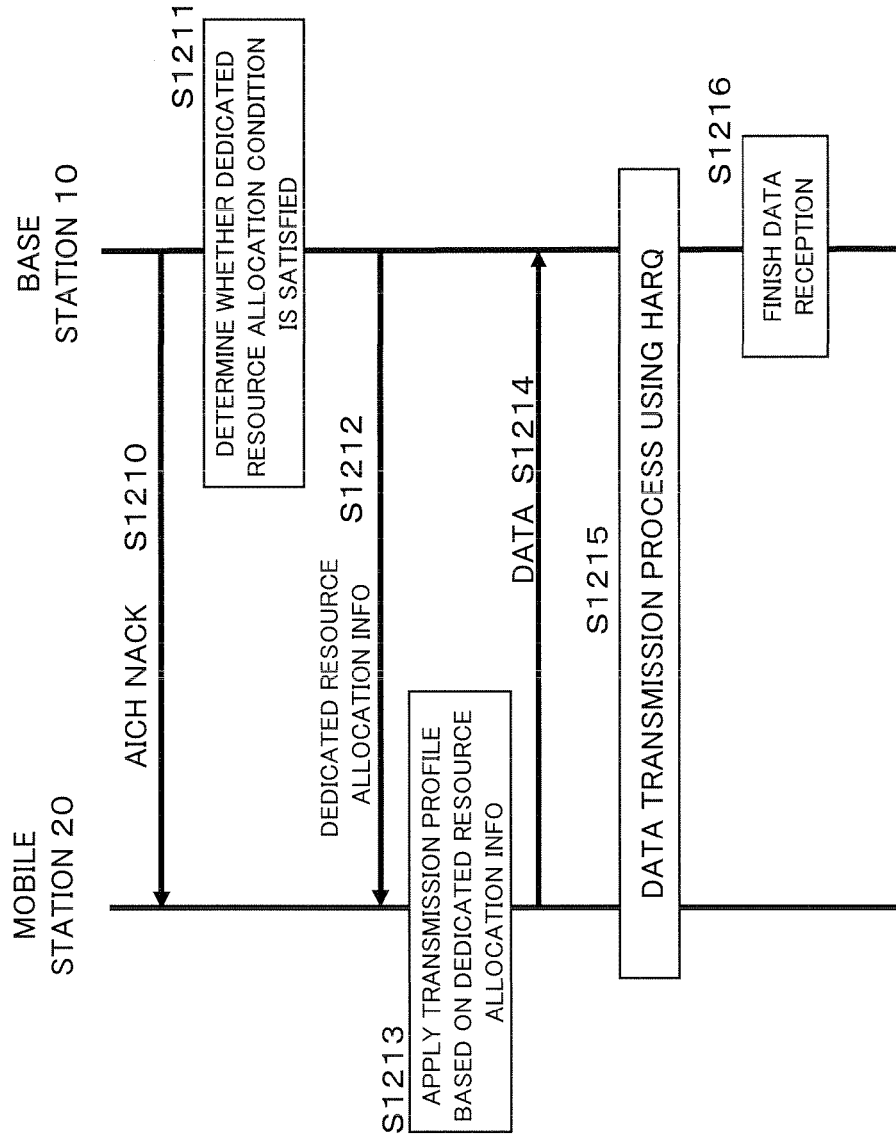 MOBILE
STATION 20
BASE
STATION 10
AICH NACK S1210
S1211
DETERMINE WHETHER DEDICATED
RESOURCE ALLOCATION CONDITION
IS SATISFIED
DEDICATED RESOURCE
ALLOCATION INFO
S1212
S1213
APPLY TRANSMISSION PROFILE
BASED ON DEDICATED RESOURCE
ALLOCATION INFO
DATA S1214
S1215
DATA TRANSMISSION PROCESS USING HARQ
S1216
FINISH DATA
RECEPTION